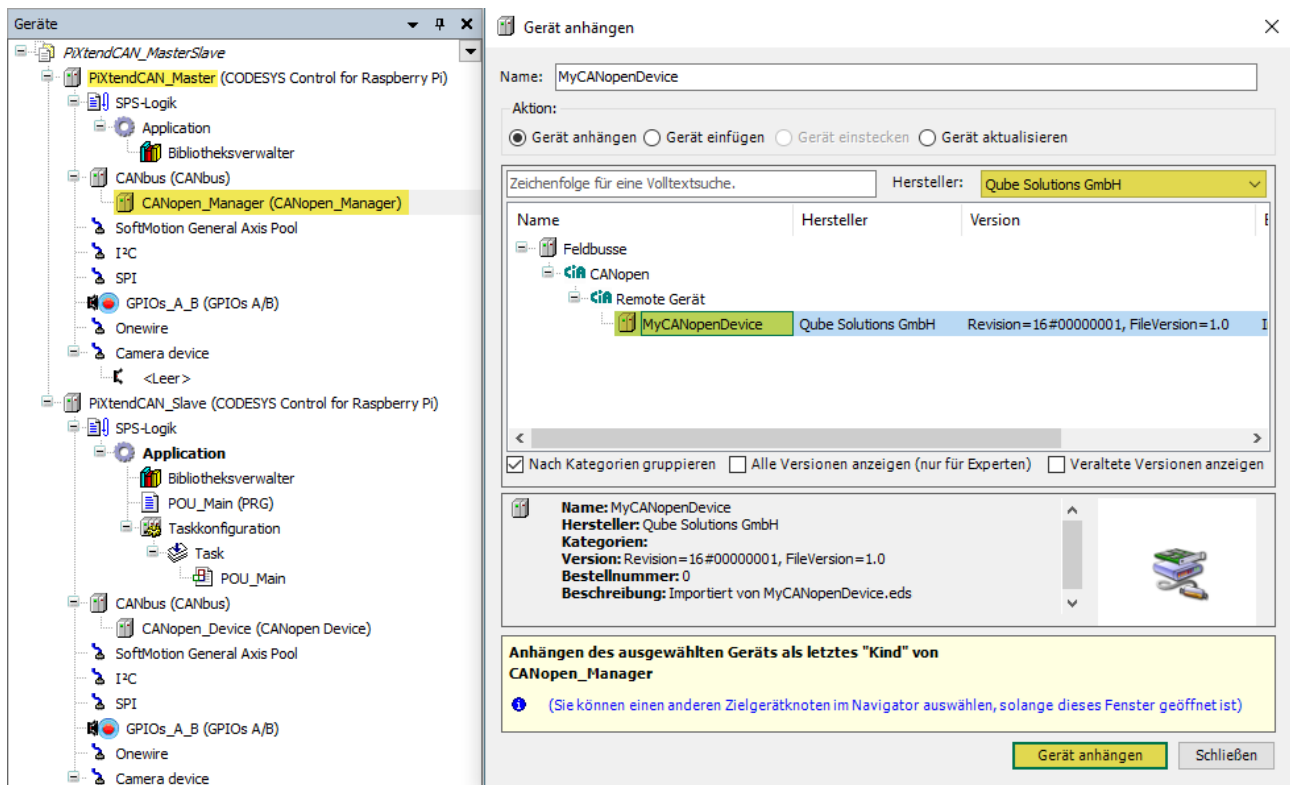 Geräte
PiXtendCAN_MasterSlave
PiXtendCAN_Master (CODESYS Control for Raspberry Pi)
SPS-Logik
Application
Bibliotheksverwalter
CANbus (CANbus)
CANopen_Manager (CANopen_Manager)
SoftMotion General Axis Pool
I²C
SPI
GPIOs_A_B (GPIOs A/B)
Onewire
Camera device
<Leer>
PiXtendCAN_Slave (CODESYS Control for Raspberry Pi)
SPS-Logik
Application
Bibliotheksverwalter
POU_Main (PRG)
Taskkonfiguration
Task
POU_Main
CANbus (CANbus)
CANopen_Device (CANopen Device)
SoftMotion General Axis Pool
I²C
SPI
GPIOs_A_B (GPIOs A/B)
Onewire
Camera device
Gerät anhängen
Name: MyCANopenDevice
Aktion:
Gerät anhängen Gerät einfügen Gerät einstecken Gerät aktualisieren
Zeichenfolge für eine Volltextsuche. Hersteller: Qube Solutions GmbH
Name Hersteller Version
Feldbusse
CiA CANopen
CiA Remote Gerät
MyCANopenDevice Qube Solutions GmbH Revision=16#00000001, FileVersion=1.0
Nach Kategorien gruppieren Alle Versionen anzeigen (nur für Experten) Veraltete Versionen anzeigen
Name: MyCANopenDevice
Hersteller: Qube Solutions GmbH
Kategorien:
Version: Revision=16#00000001, FileVersion=1.0
Bestellnummer: 0
Beschreibung: Importiert von MyCANopenDevice.eds
Anhängen des ausgewählten Geräts als letztes "Kind" von
CANopen_Manager
(Sie können einen anderen Zielgerätknoten im Navigator auswählen, solange dieses Fenster geöffnet ist)
Gerät anhängen Schließen